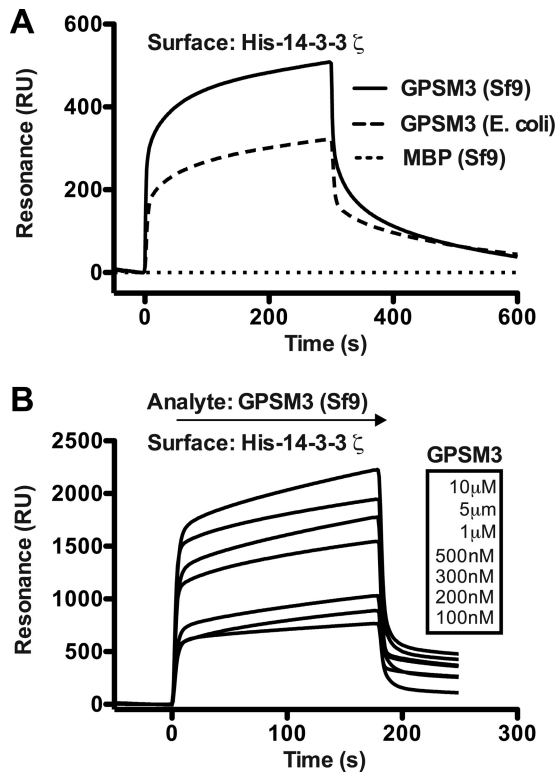 A
Surface: His-14-3-3 ζ
600
400
200
0
Resonance (RU)
GPSM3 (Sf9)
GPSM3 (E. coli)
MBP (Sf9)
0 200 400 600
Time (s)
B
Analyte: GPSM3 (Sf9)
Surface: His-14-3-3 ζ
2500
2000
1500
1000
500
0
Resonance (RU)
GPSM3
10μM
5μm
1μM
500nM
300nM
200nM
100nM
0 100 200 300
Time (s)